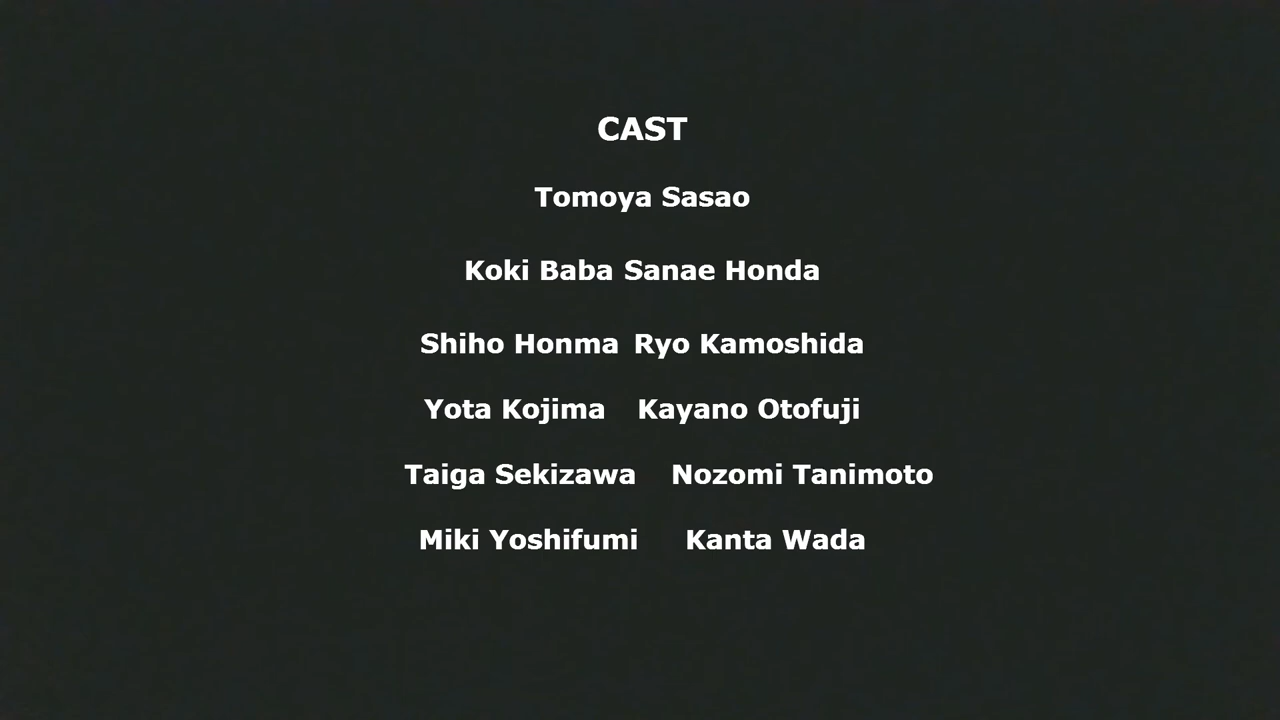 CAST
Tomoya Sasao
Koki Baba Sanae Honda
Shiho Honma Ryo Kamoshida
Yota Kojima Kayano Otofuji
Taiga Sekizawa Nozomi Tanimoto
Miki Yoshifumi Kanta Wada